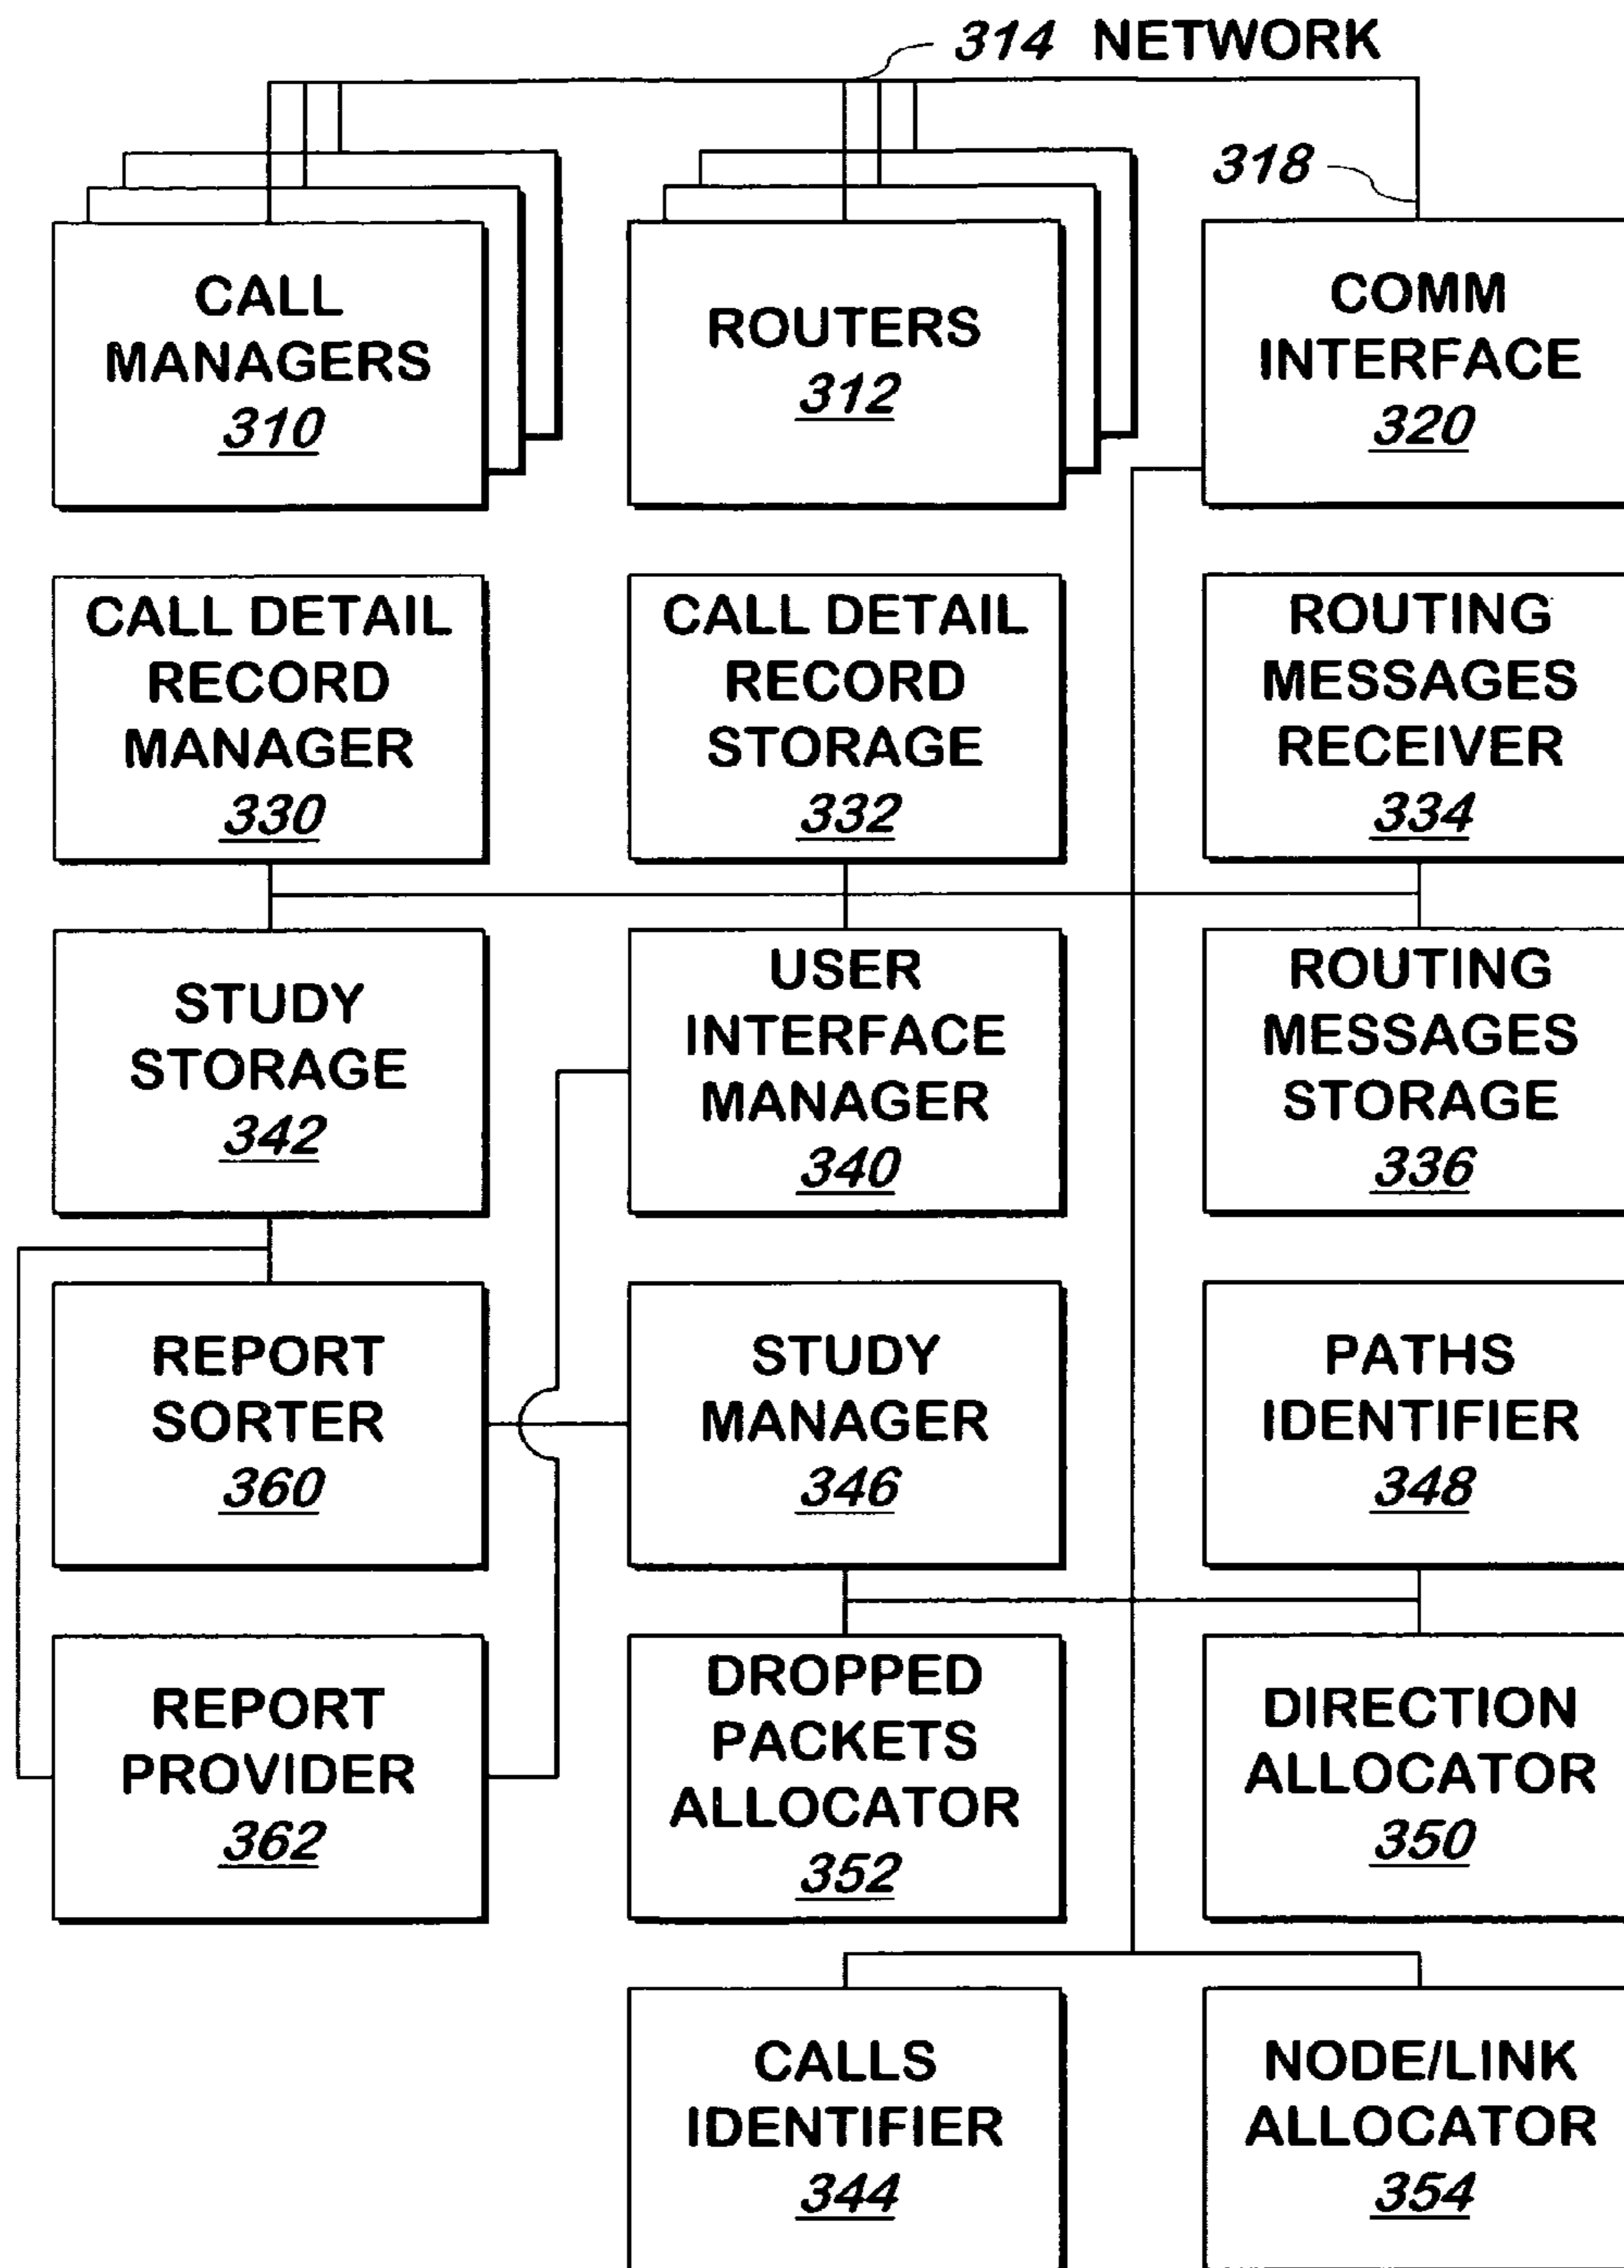 314 NETWORK
318
CALL
MANAGERS
310
ROUTERS
312
COMM
INTERFACE
320
CALL DETAIL
RECORD
MANAGER
330
CALL DETAIL
RECORD
STORAGE
332
ROUTING
MESSAGES
RECEIVER
334
STUDY
STORAGE
342
USER
INTERFACE
MANAGER
340
ROUTING
MESSAGES
STORAGE
336
REPORT
SORTER
360
STUDY
MANAGER
346
PATHS
IDENTIFIER
348
REPORT
PROVIDER
362
DROPPED
PACKETS
ALLOCATOR
352
DIRECTION
ALLOCATOR
350
CALLS
IDENTIFIER
344
NODE/LINK
ALLOCATOR
354